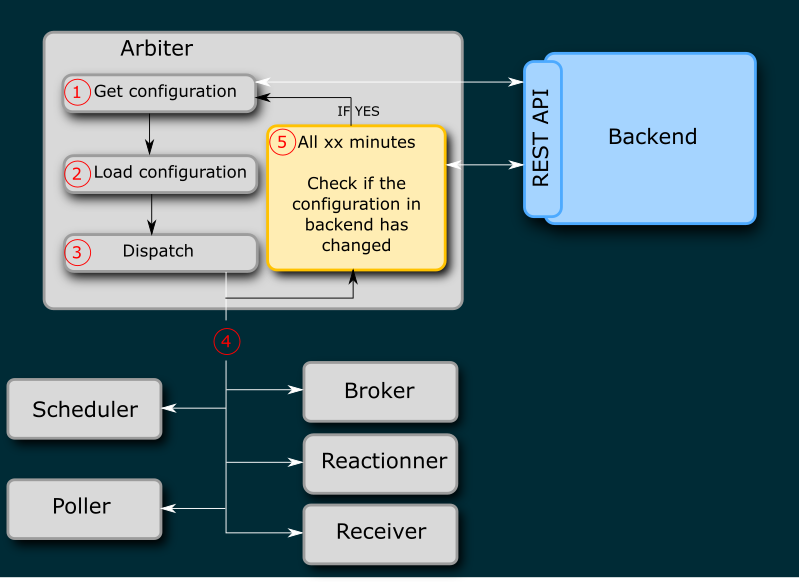 Arbiter
1 Get configuration
IF YES
2 Load configuration
3 Dispatch
5 All xx minutes
Check if the
configuration in
backend has
changed
REST API
Backend
4
Scheduler
Poller
Broker
Reactionner
Receiver